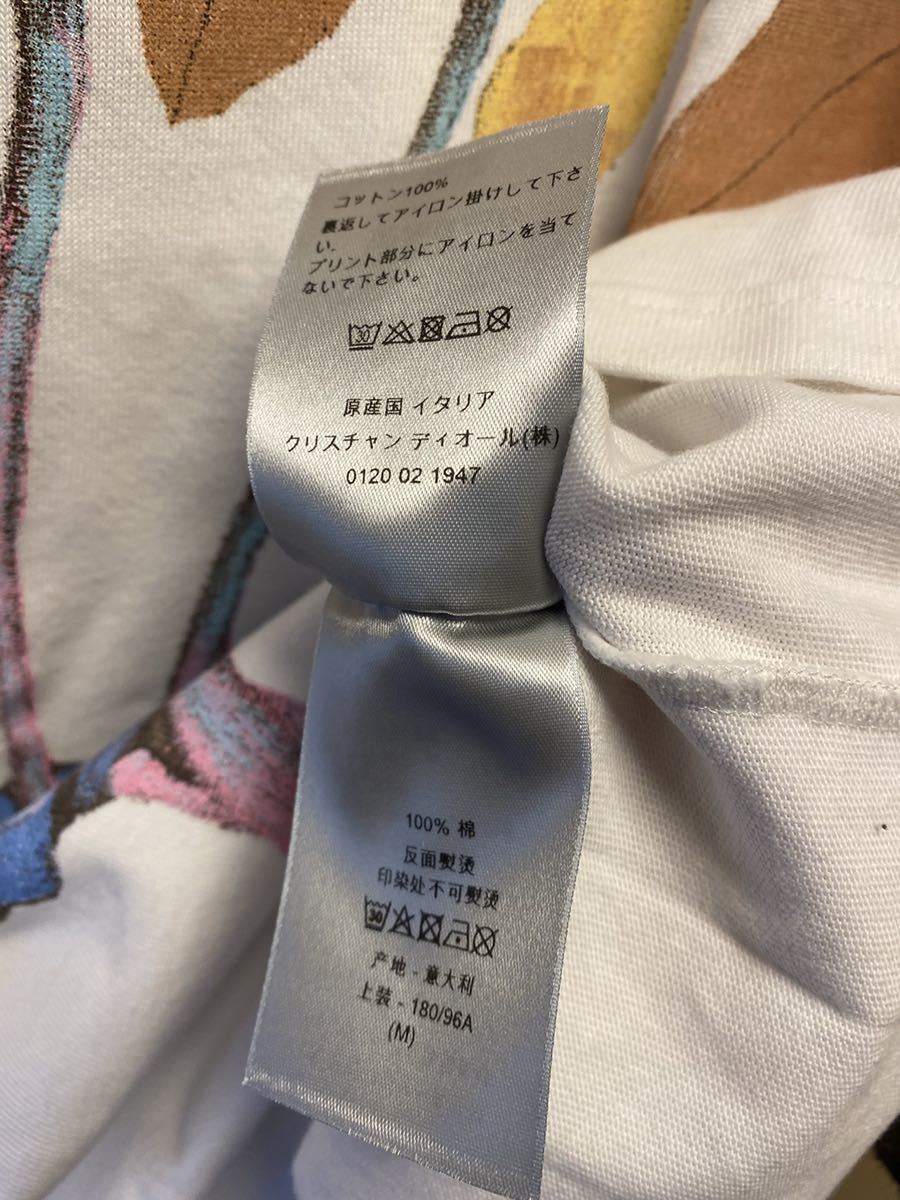 コットン100%
裏返してアイロン掛けして下さ
い.
プリント部分にアイロンを当て
ないで下さい。
30
原産国 イタリア
クリスチャン ディオール(株)
0120 02 1947
100% 棉
反面熨烫
印染处不可熨烫
30
产地 - 意大利
上装 - 180/96A
(M)